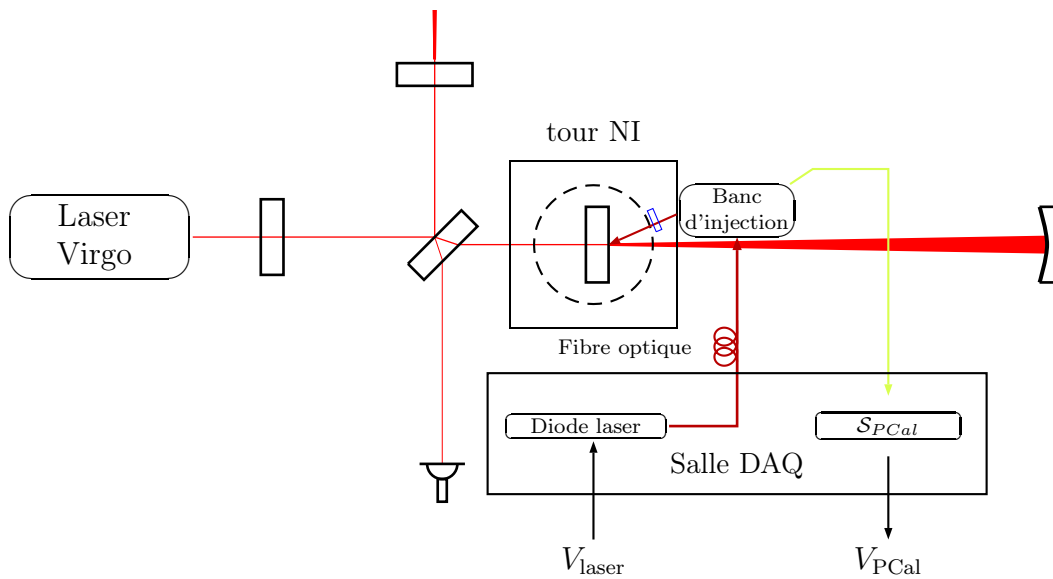 tour NI
Laser
Virgo
Banc
d'injection
Fibre optique
Diode laser
S_PCal
Salle DAQ
V_laser
V_PCal